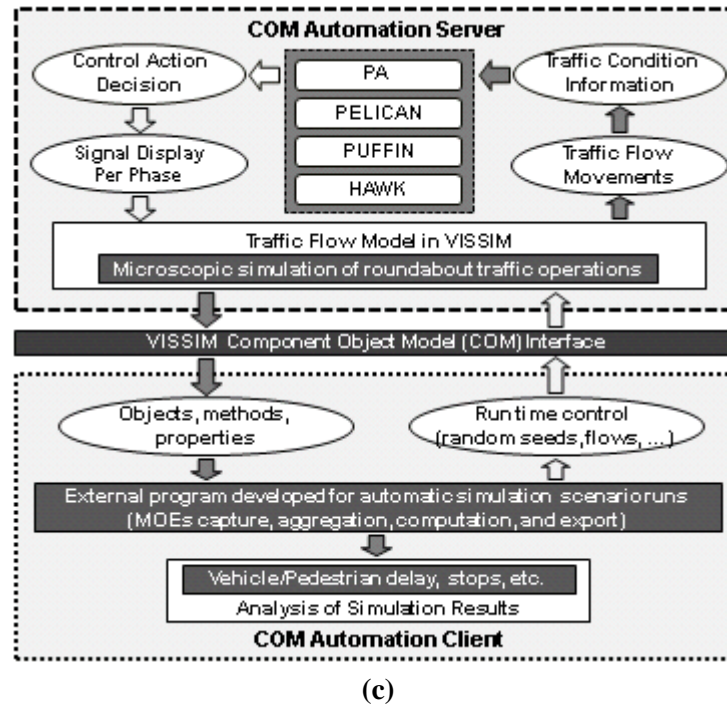 COM Automation Server
Control Action
Decision
PA
PELICAN
PUFFIN
HAWK
Traffic Condition
Information
Signal Display
Per Phase
Traffic Flow
Movements
Traffic Flow Model in VISSIM
Microscopic simulation of roundabout traffic operations
VISSIM Component Object Model (COM) Interface
Objects, methods,
properties
Runtime control
(random seeds, flows, ...)
External program developed for automatic simulation scenario runs
(MOEs capture, aggregation, computation, and export)
Vehicle/Pedestrian delay, stops, etc.
Analysis of Simulation Results
COM Automation Client
(c)